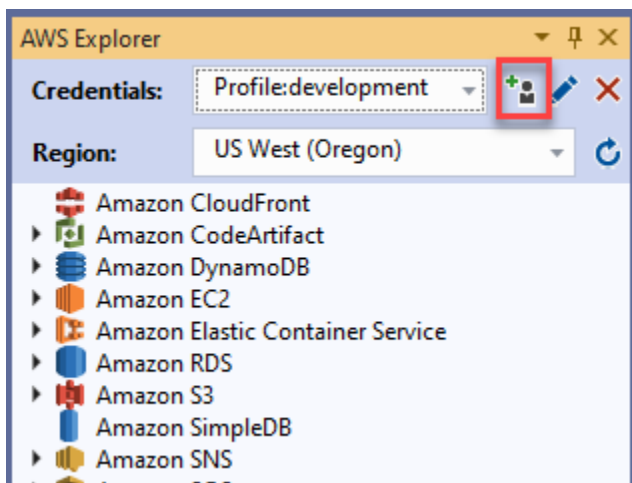 AWS Explorer
Credentials: Profile:development
Region: US West (Oregon)
Amazon CloudFront
Amazon CodeArtifact
Amazon DynamoDB
Amazon EC2
Amazon Elastic Container Service
Amazon RDS
Amazon S3
Amazon SimpleDB
Amazon SNS